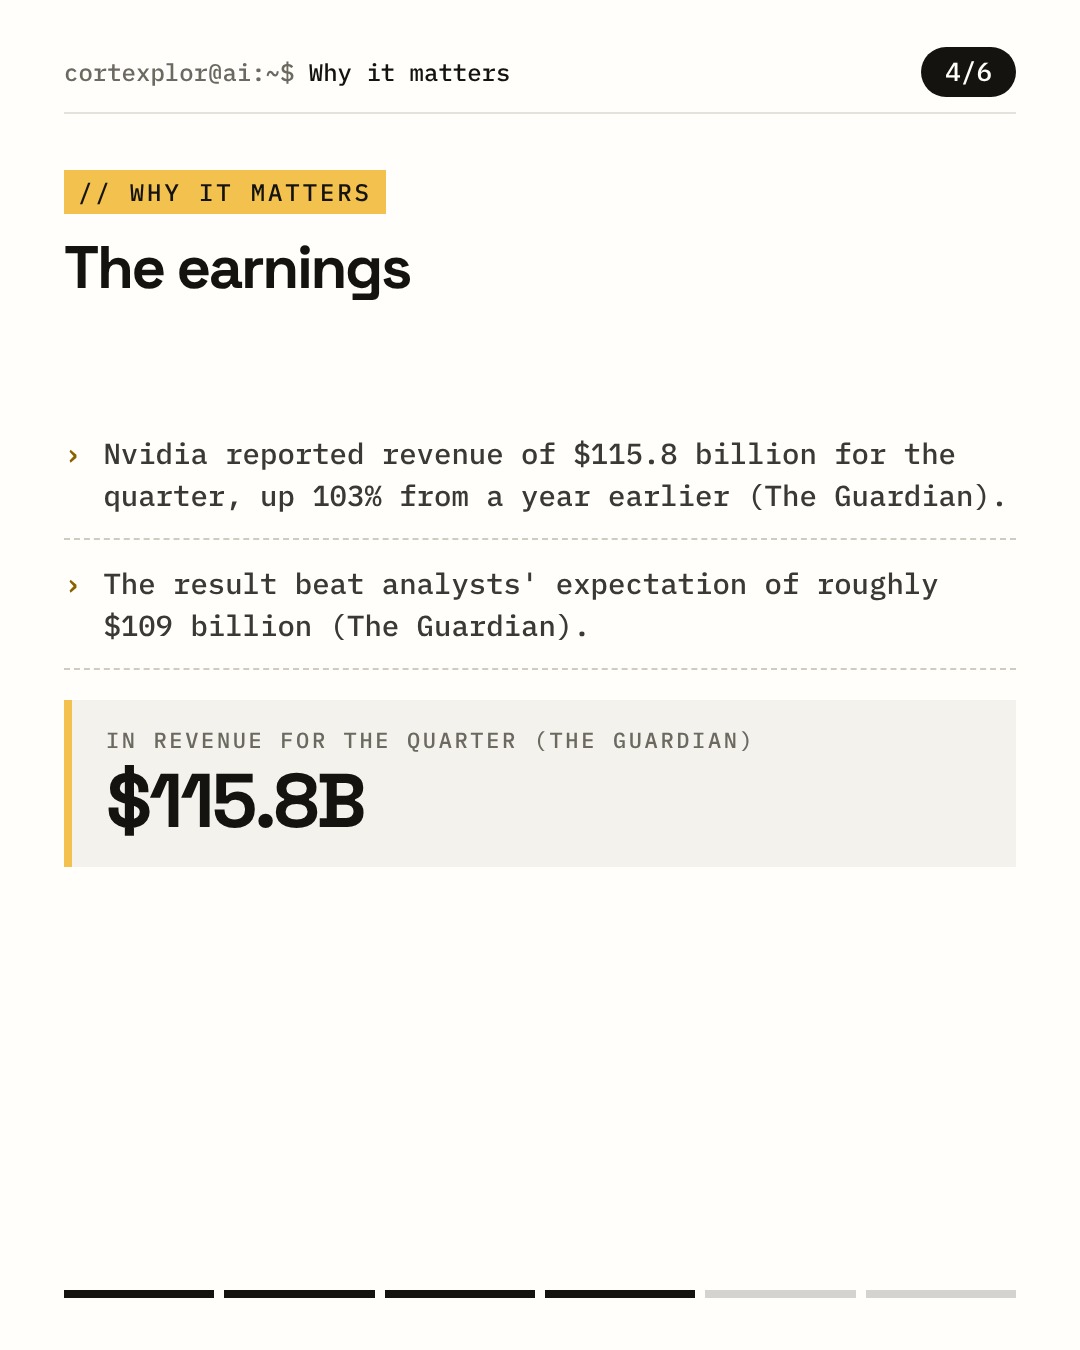 cortexplor@ai:~$ Why it matters
4/6
// WHY IT MATTERS
The earnings
› Nvidia reported revenue of $115.8 billion for the
quarter, up 103% from a year earlier (The Guardian).
› The result beat analysts' expectation of roughly
$109 billion (The Guardian).
IN REVENUE FOR THE QUARTER (THE GUARDIAN)
$115.8B